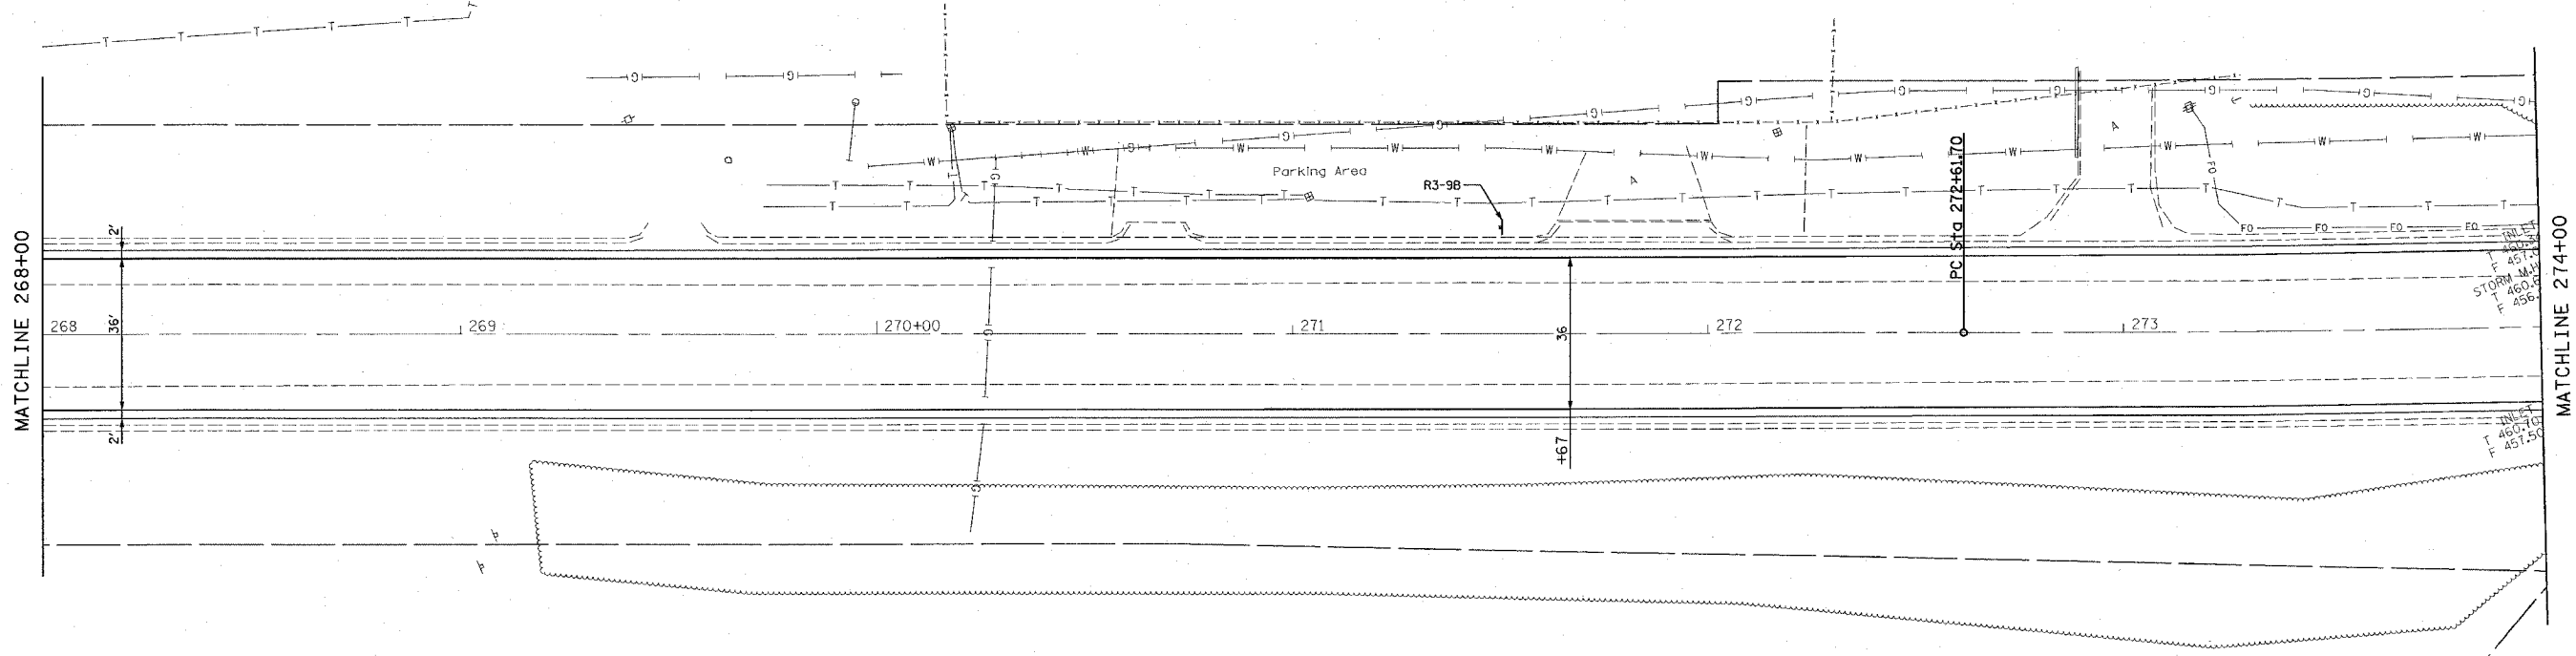 MATCHLINE 268+00
2'
36'
2'
268
269
270+00
271
272
273
Parking Area
R3-9B
36
+67
PC Sta 272+61.70
INLET
STORM M.H
INLET
T 460.70
F 457.50
MATCHLINE 274+00
T
G
W
FO
A